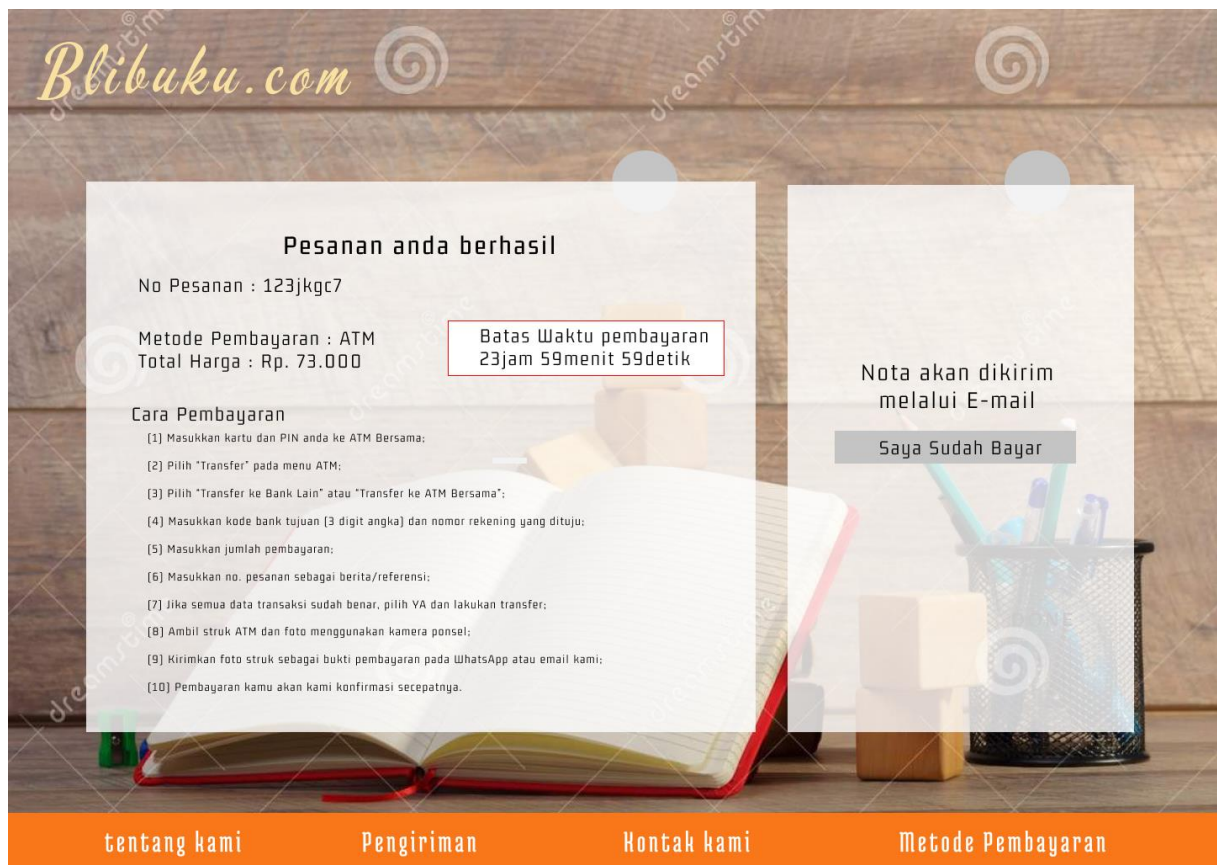 Blibuku.com
Pesanan anda berhasil
No Pesanan : 123jkgc7
Metode Pembayaran : ATM
Total Harga : Rp. 73.000
Batas Waktu pembayaran
23jam 59menit 59detik
Cara Pembayaran
[1] Masukkan kartu dan PIN anda ke ATM Bersama;
[2] Pilih "Transfer" pada menu ATM;
[3] Pilih "Transfer ke Bank Lain" atau "Transfer ke ATM Bersama";
[4] Masukkan kode bank tujuan [3 digit angka] dan nomor rekening yang dituju;
[5] Masukkan jumlah pembayaran;
[6] Masukkan no. pesanan sebagai berita/referensi;
[7] Jika semua data transaksi sudah benar, pilih YA dan lakukan transfer;
[8] Ambil struk ATM dan foto menggunakan kamera ponsel;
[9] Kirimkan foto struk sebagai bukti pembayaran pada WhatsApp atau email kami;
[10] Pembayaran kamu akan kami konfirmasi secepatnya.
Nota akan dikirim
melalui E-mail
Saya Sudah Bayar
tentang kami
Pengiriman
Kontak kami
Metode Pembayaran
dreamstime